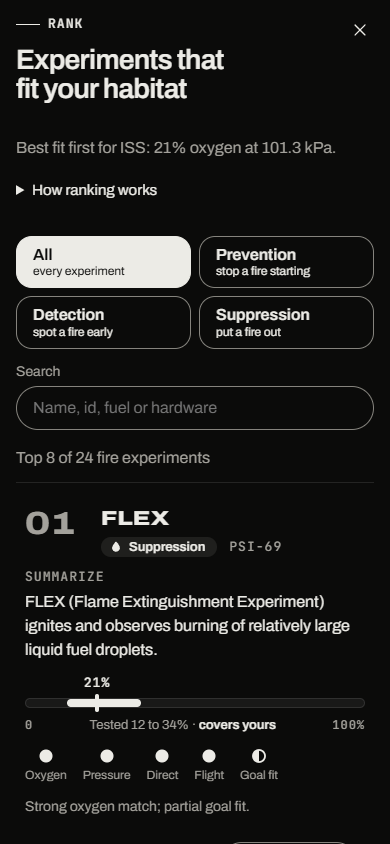 RANK
Experiments that
fit your habitat
Best fit first for ISS: 21% oxygen at 101.3 kPa.
How ranking works
All
every experiment
Prevention
stop a fire starting
Detection
spot a fire early
Suppression
put a fire out
Search
Name, id, fuel or hardware
Top 8 of 24 fire experiments
01
FLEX
Suppression
PSI-69
SUMMARIZE
FLEX (Flame Extinguishment Experiment)
ignites and observes burning of relatively large
liquid fuel droplets.
21%
0
Tested 12 to 34% · covers yours
100%
Oxygen
Pressure
Direct
Flight
Goal fit
Strong oxygen match; partial goal fit.